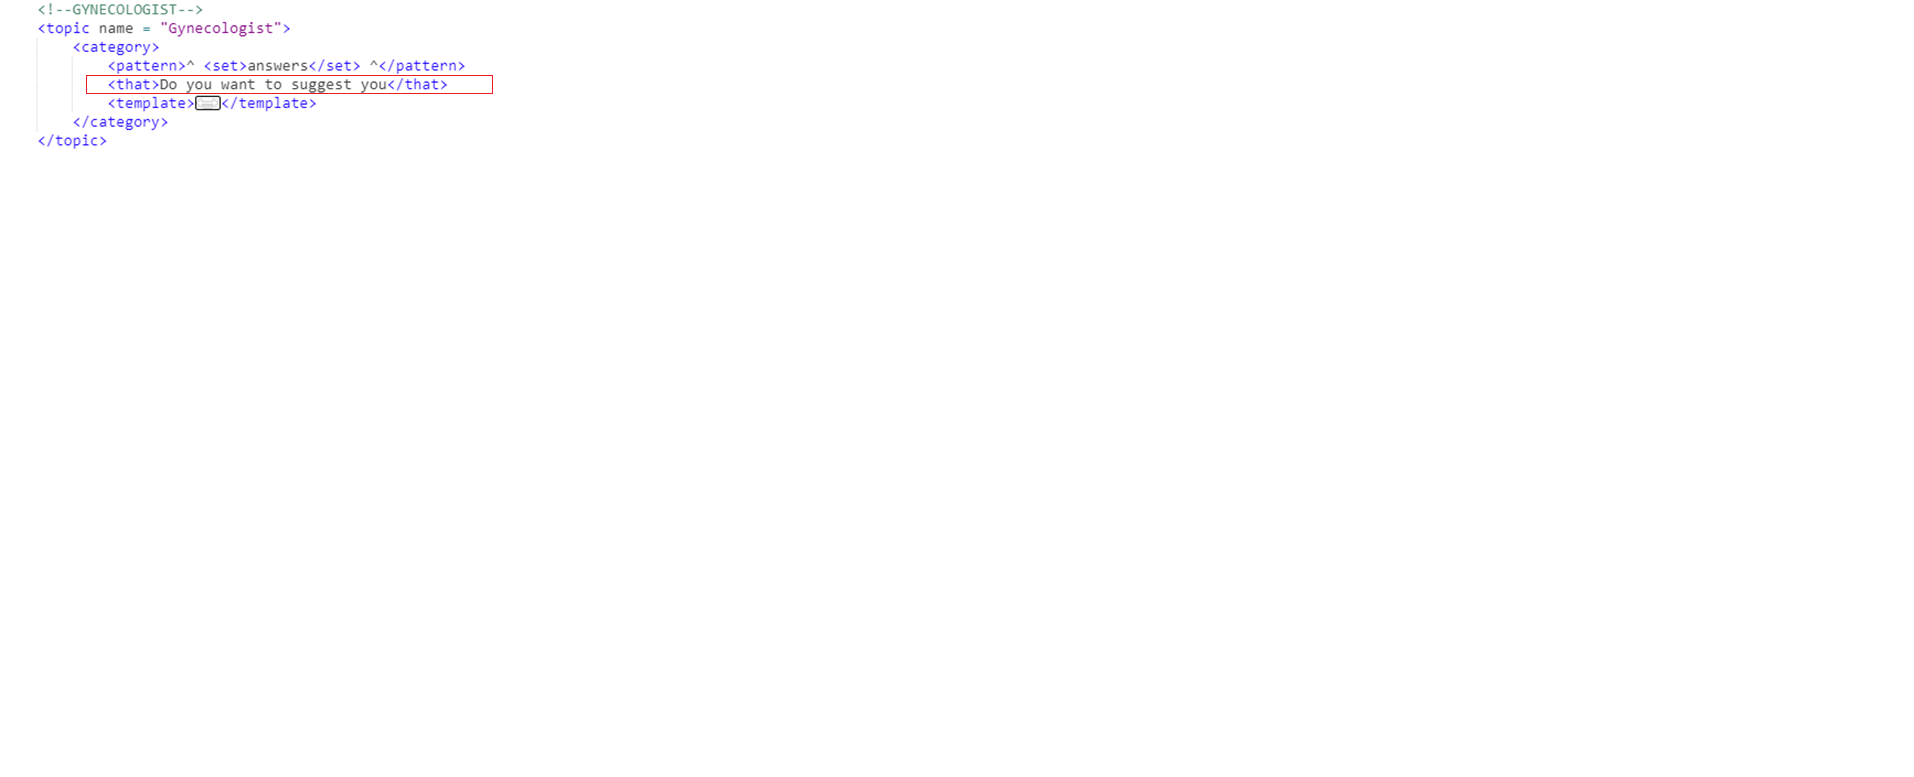 <!--GYNECOLOGIST-->
<topic name = "Gynecologist">
<category>
<pattern>^ <set>answers</set> ^</pattern>
<that>Do you want to suggest you</that>
<template></template>
</category>
</topic>